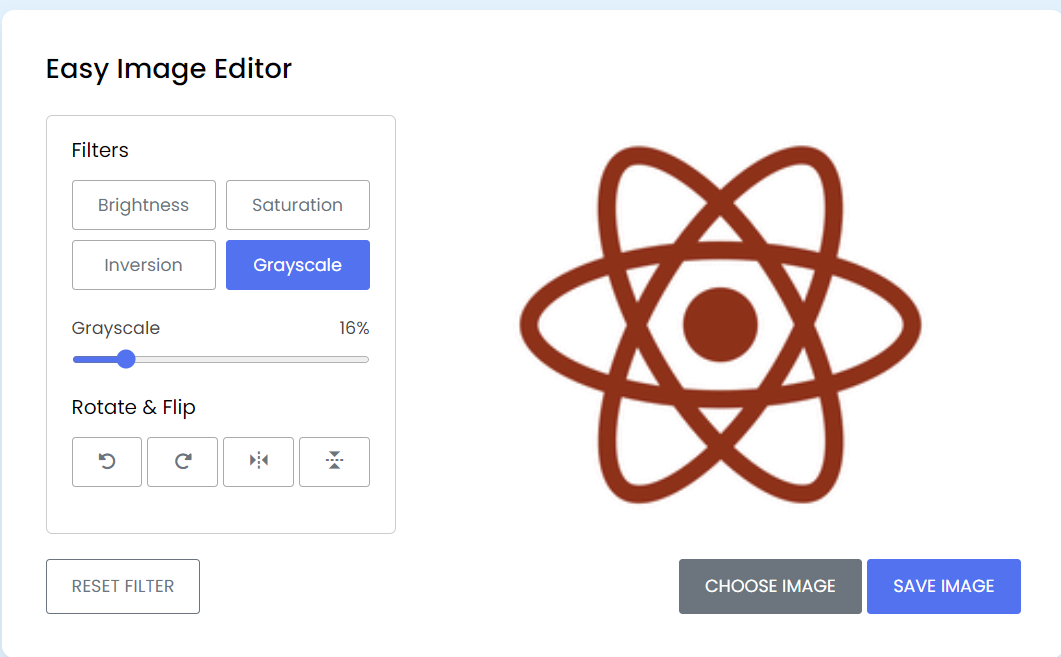 Easy Image Editor
Filters
Brightness
Saturation
Inversion
Grayscale
Grayscale 16%
Rotate & Flip
RESET FILTER
CHOOSE IMAGE
SAVE IMAGE